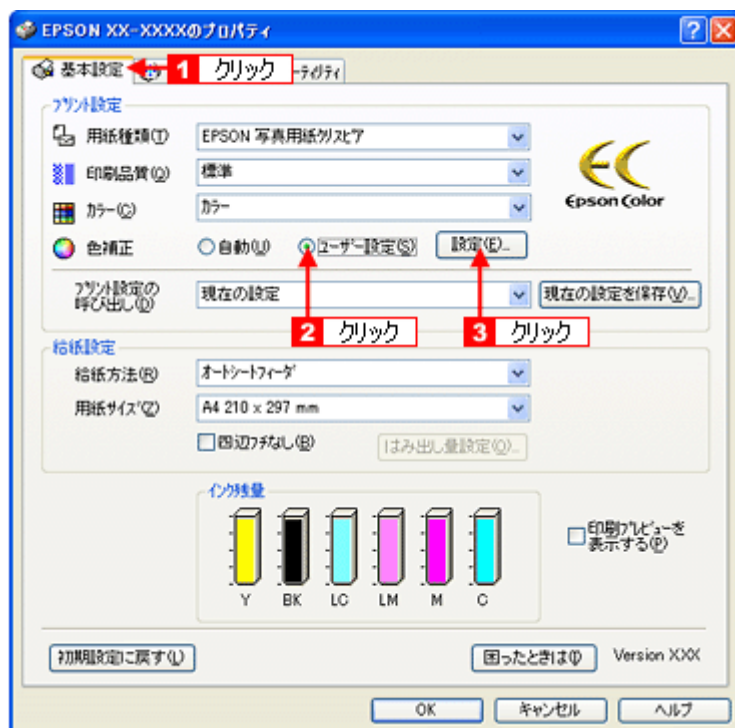 EPSON XX-XXXXのプロパティ
基本設定 1 クリック ーティリティ
プリント設定
用紙種類(T) EPSON 写真用紙クリスピア
印刷品質(Q) 標準
カラー(C) カラー
Epson Color
色補正 自動(U) ユーザー設定(S) 設定(E)...
プリント設定の
呼び出し(D) 現在の設定 現在の設定を保存(V)...
2 クリック 3 クリック
給紙設定
給紙方法(R) オートシートフィーダ
用紙サイズ(Z) A4 210 x 297 mm
四辺フチなし(B) はみ出し量設定(O)...
インク残量
印刷プレビューを
表示する(P)
Y BK LC LM M C
初期設定に戻す(L) 困ったときは(I) Version XXX
OK キャンセル ヘルプ